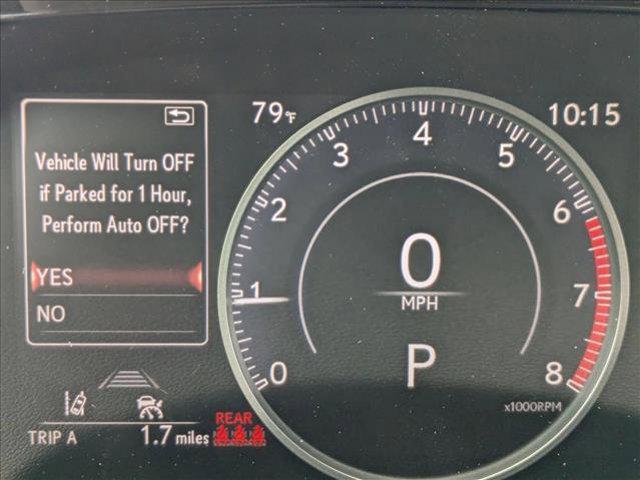 79°F
10:15
Vehicle Will Turn OFF
if Parked for 1 Hour,
Perform Auto OFF?
YES
NO
0
1
2
3
4
5
6
7
8
0
MPH
P
x1000RPM
TRIP A
1.7 miles
REAR